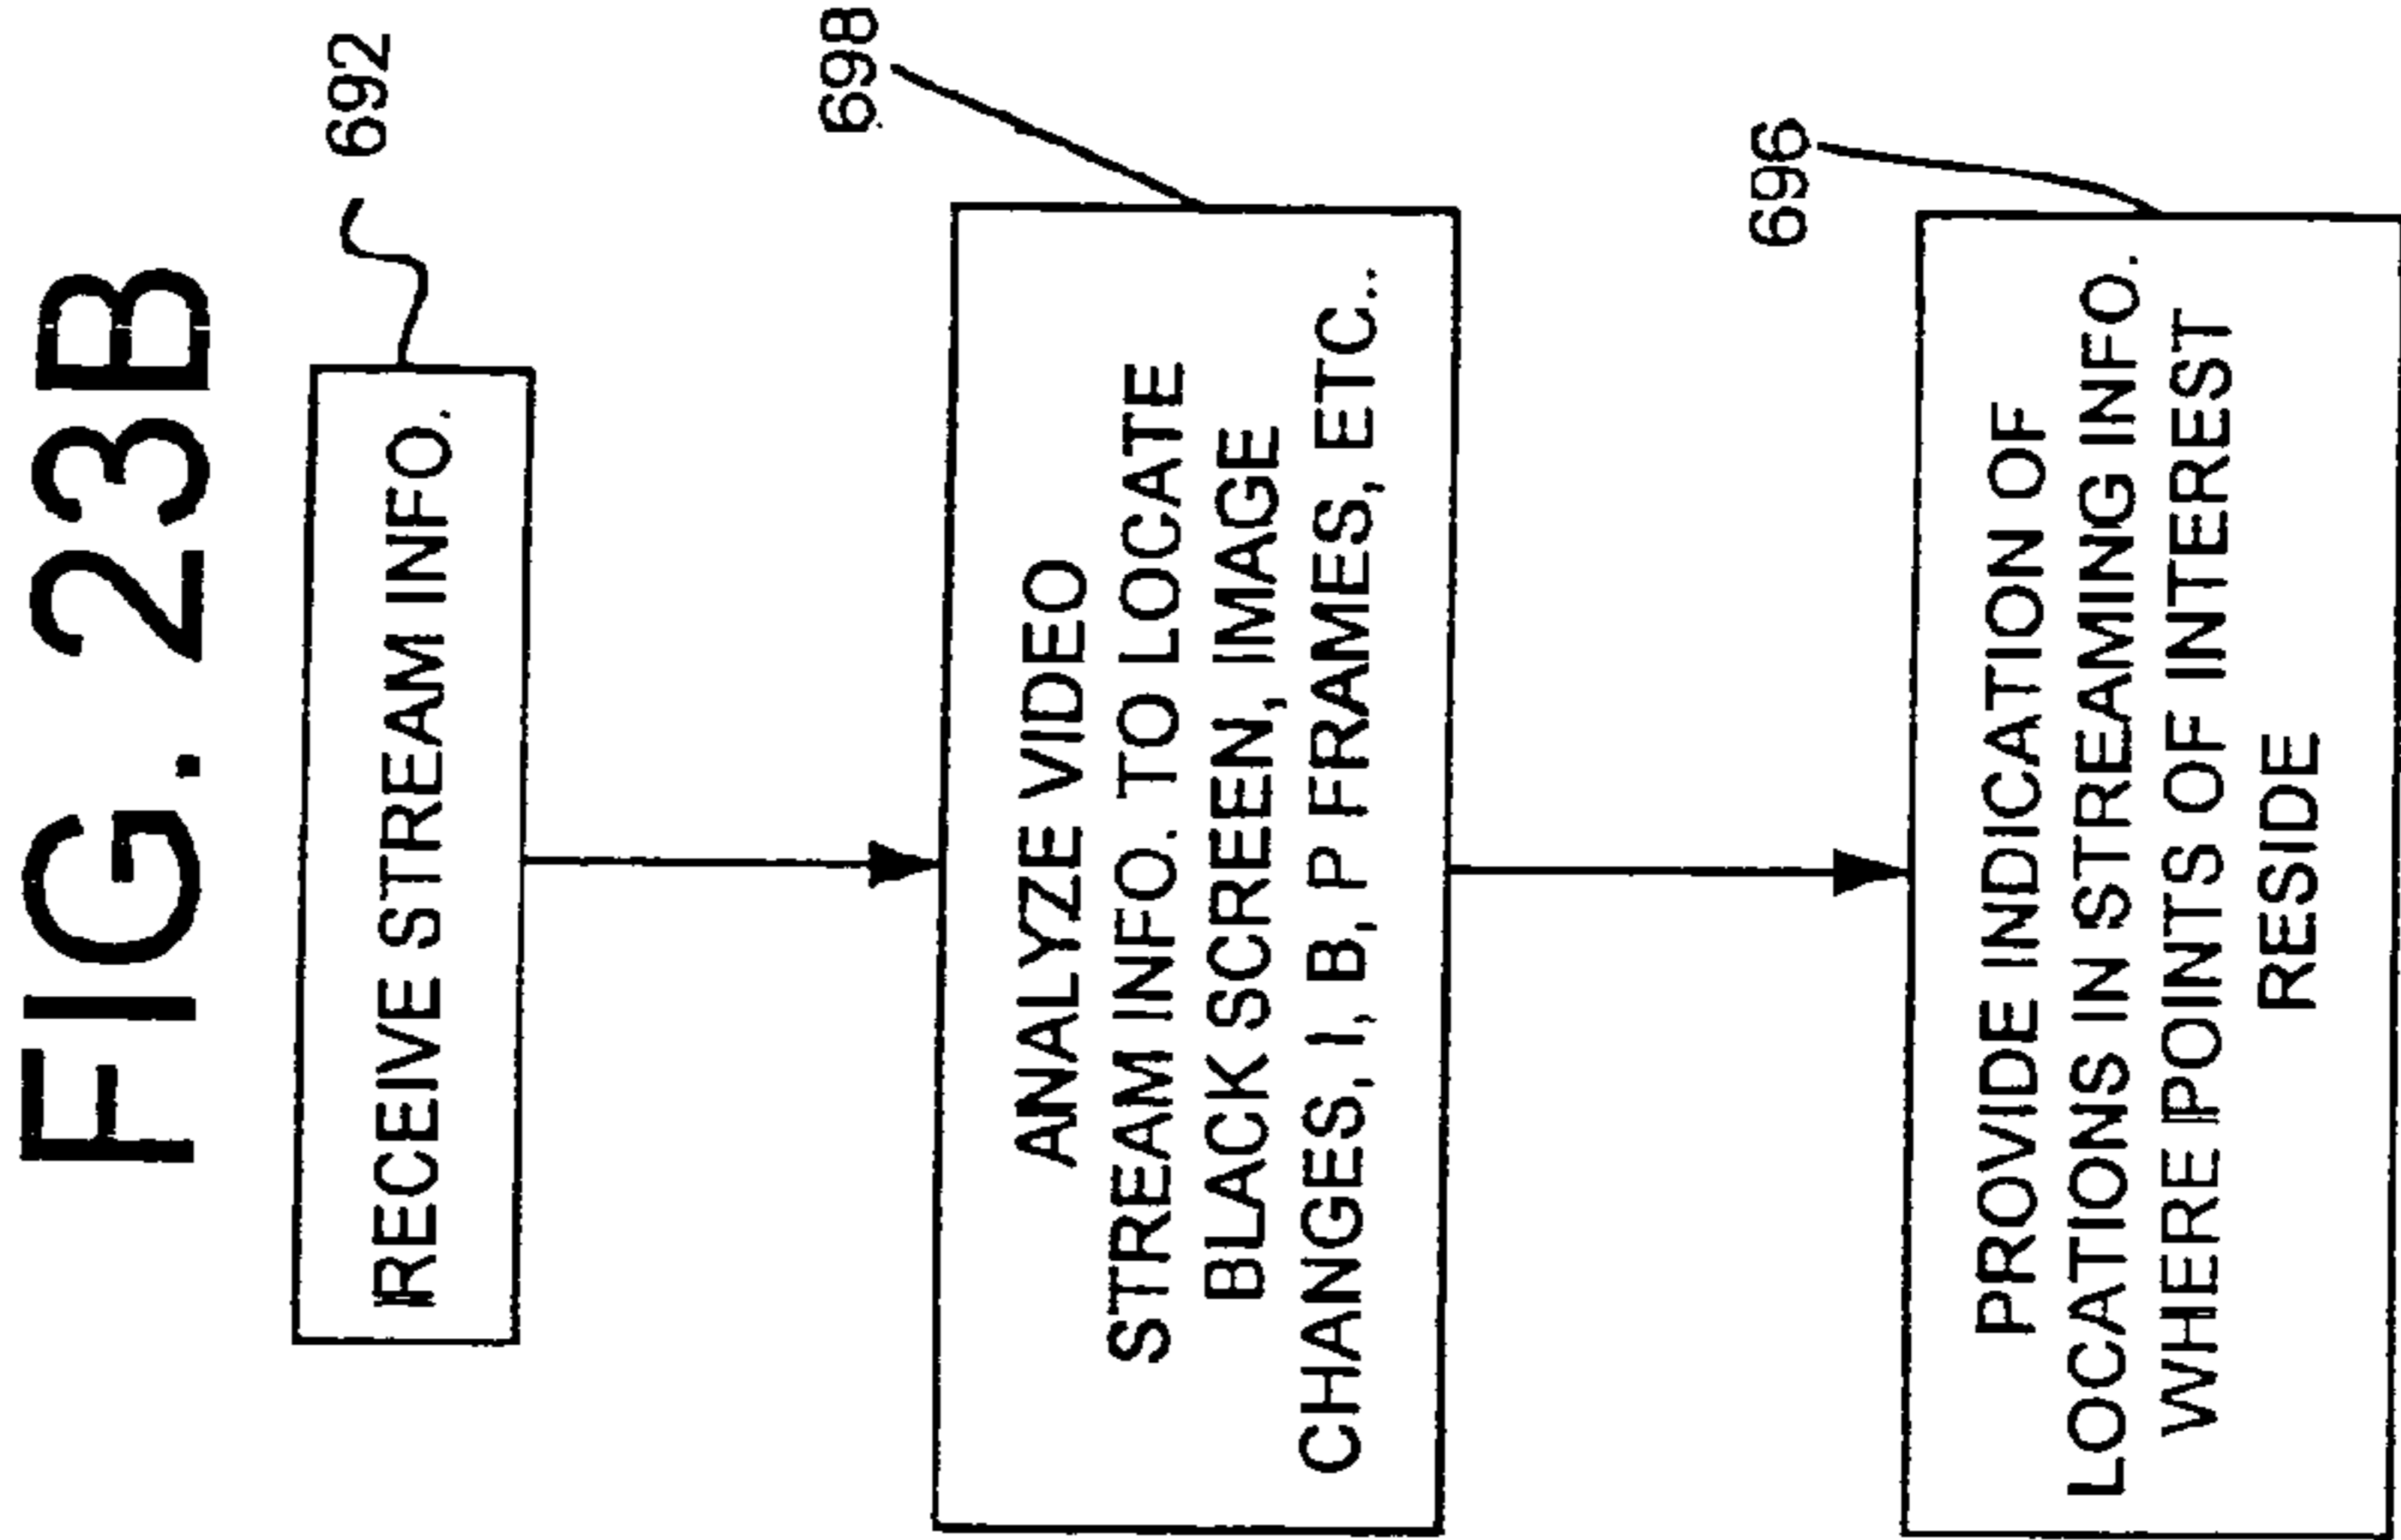 FIG. 23B
692
RECEIVE STREAM INFO.
698
ANALYZE VIDEO
STREAM INFO. TO LOCATE
BLACK SCREEN, IMAGE
CHANGES, I, B, P FRAMES, ETC..
696
PROVIDE INDICATION OF
LOCATIONS IN STREAMING INFO.
WHERE POINTS OF INTEREST
RESIDE